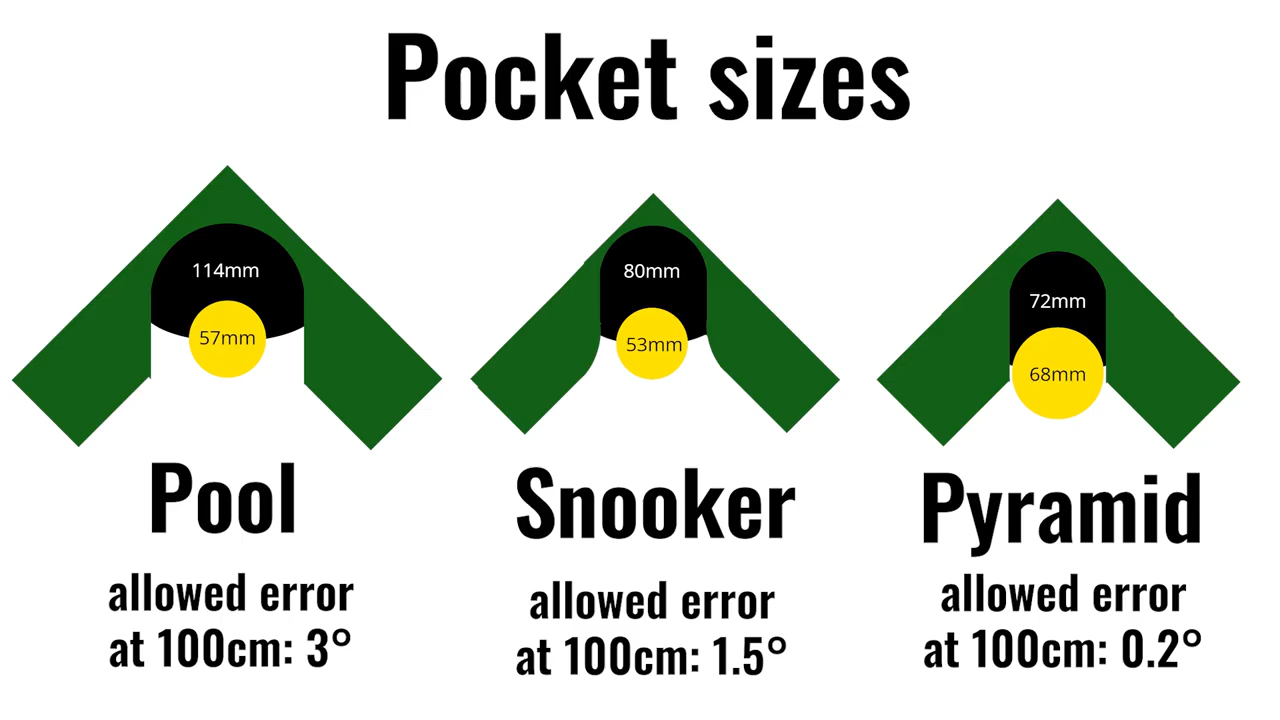 Pocket sizes
114mm
57mm
80mm
53mm
72mm
68mm
Pool
allowed error
at 100cm: 3°
Snooker
allowed error
at 100cm: 1.5°
Pyramid
allowed error
at 100cm: 0.2°